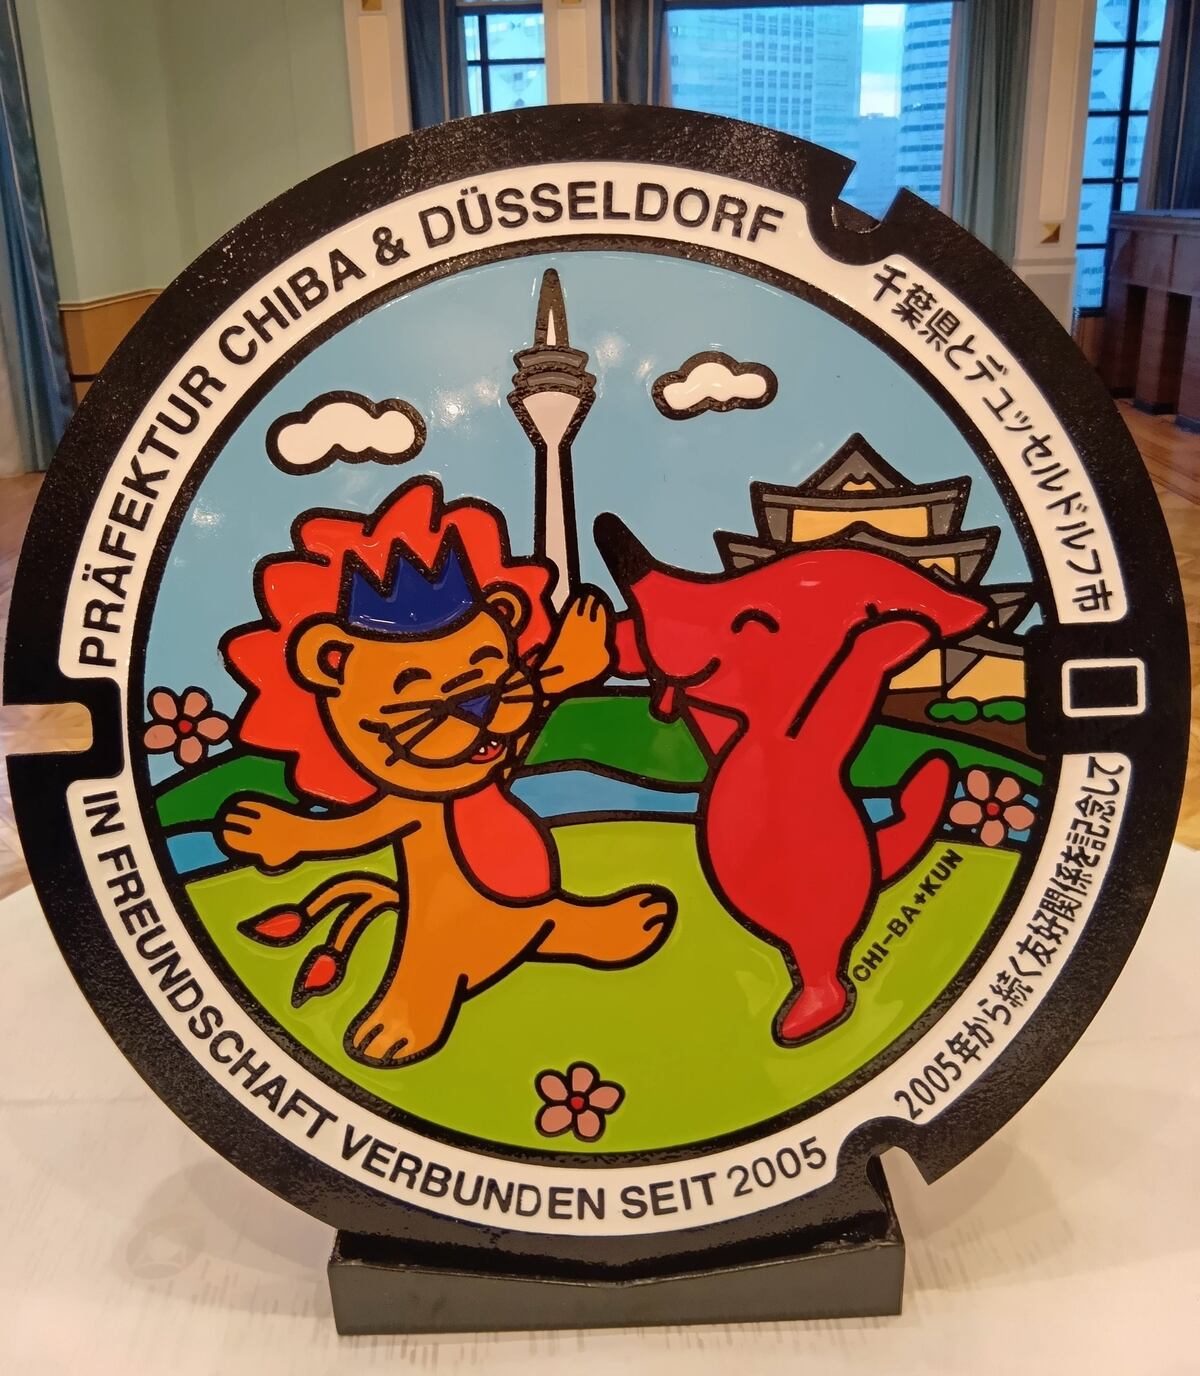 PRÄFEKTUR CHIBA & DÜSSELDORF
千葉県とデュッセルドルフ市
IN FREUNDSCHAFT VERBUNDEN SEIT 2005
2005年から続く友好関係を記念して
CHI-BA+KUN